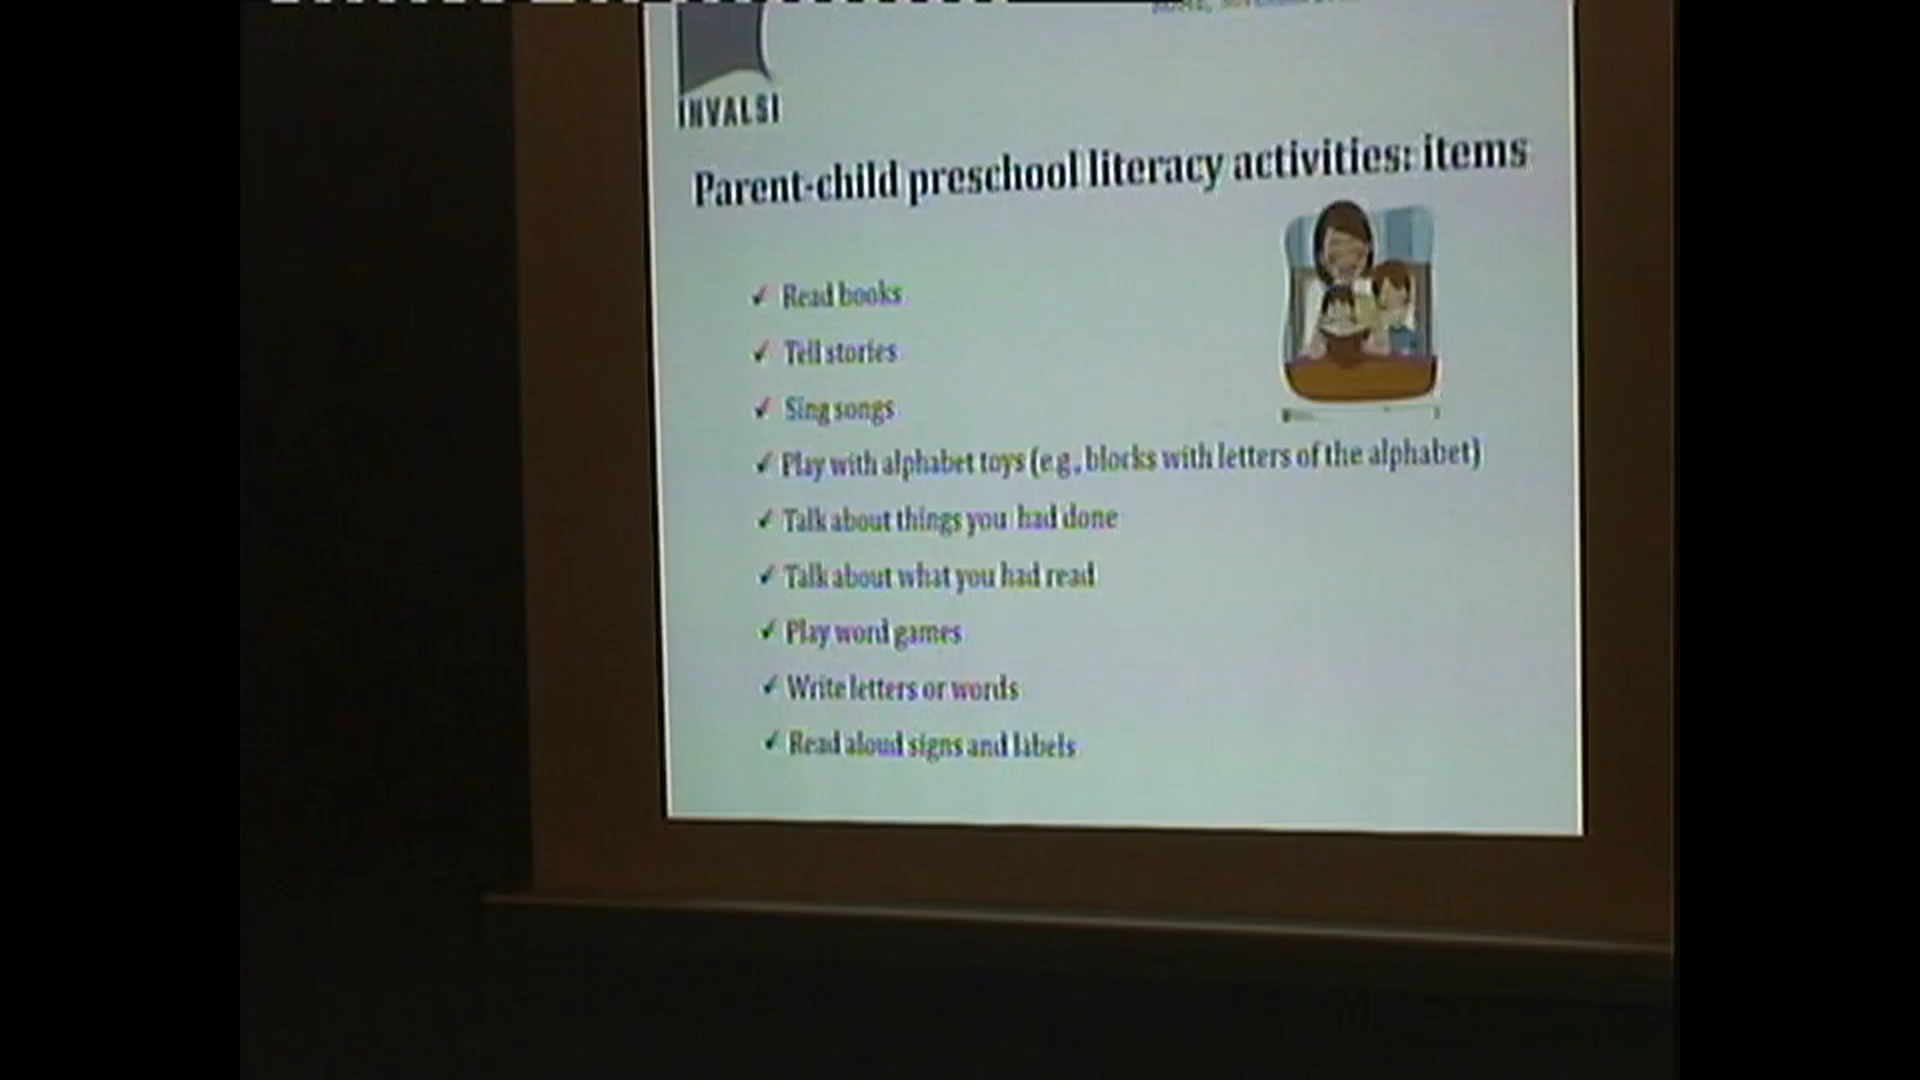 INVALSI
Parent-child preschool literacy activities: items
Read books
Tell stories
Sing songs
Play with alphabet toys (e.g., blocks with letters of the alphabet)
Talk about things you had done
Talk about what you had read
Play word games
Write letters or words
Read aloud signs and labels